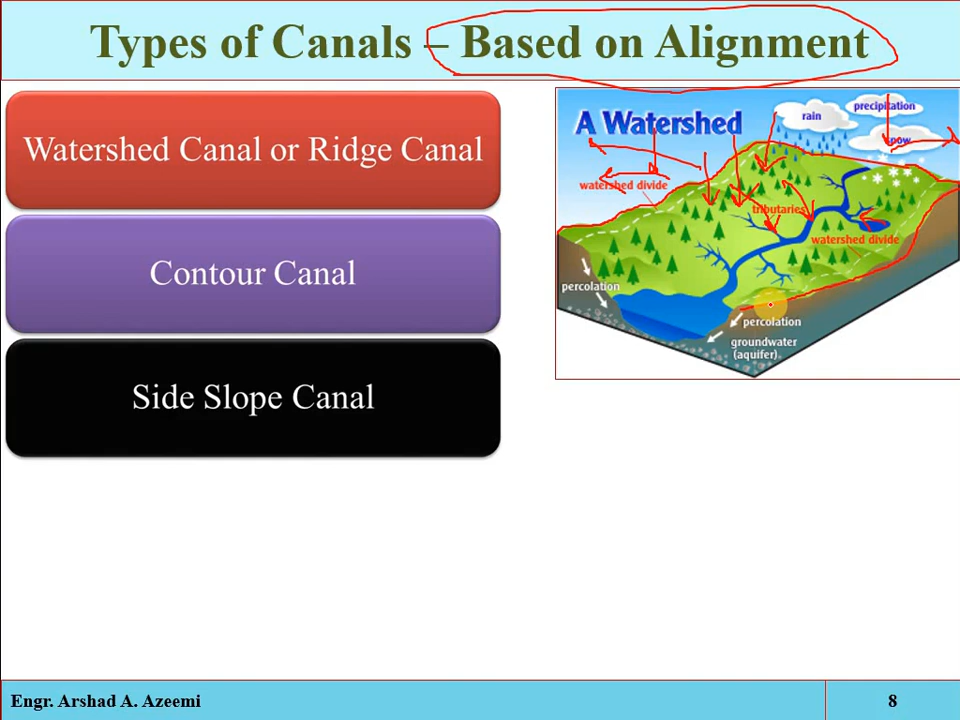 Types of Canals – Based on Alignment
Watershed Canal or Ridge Canal
Contour Canal
Side Slope Canal
A Watershed
rain
precipitation
snow
watershed divide
tributaries
watershed divide
percolation
percolation
groundwater
(aquifer)
Engr. Arshad A. Azeemi
8